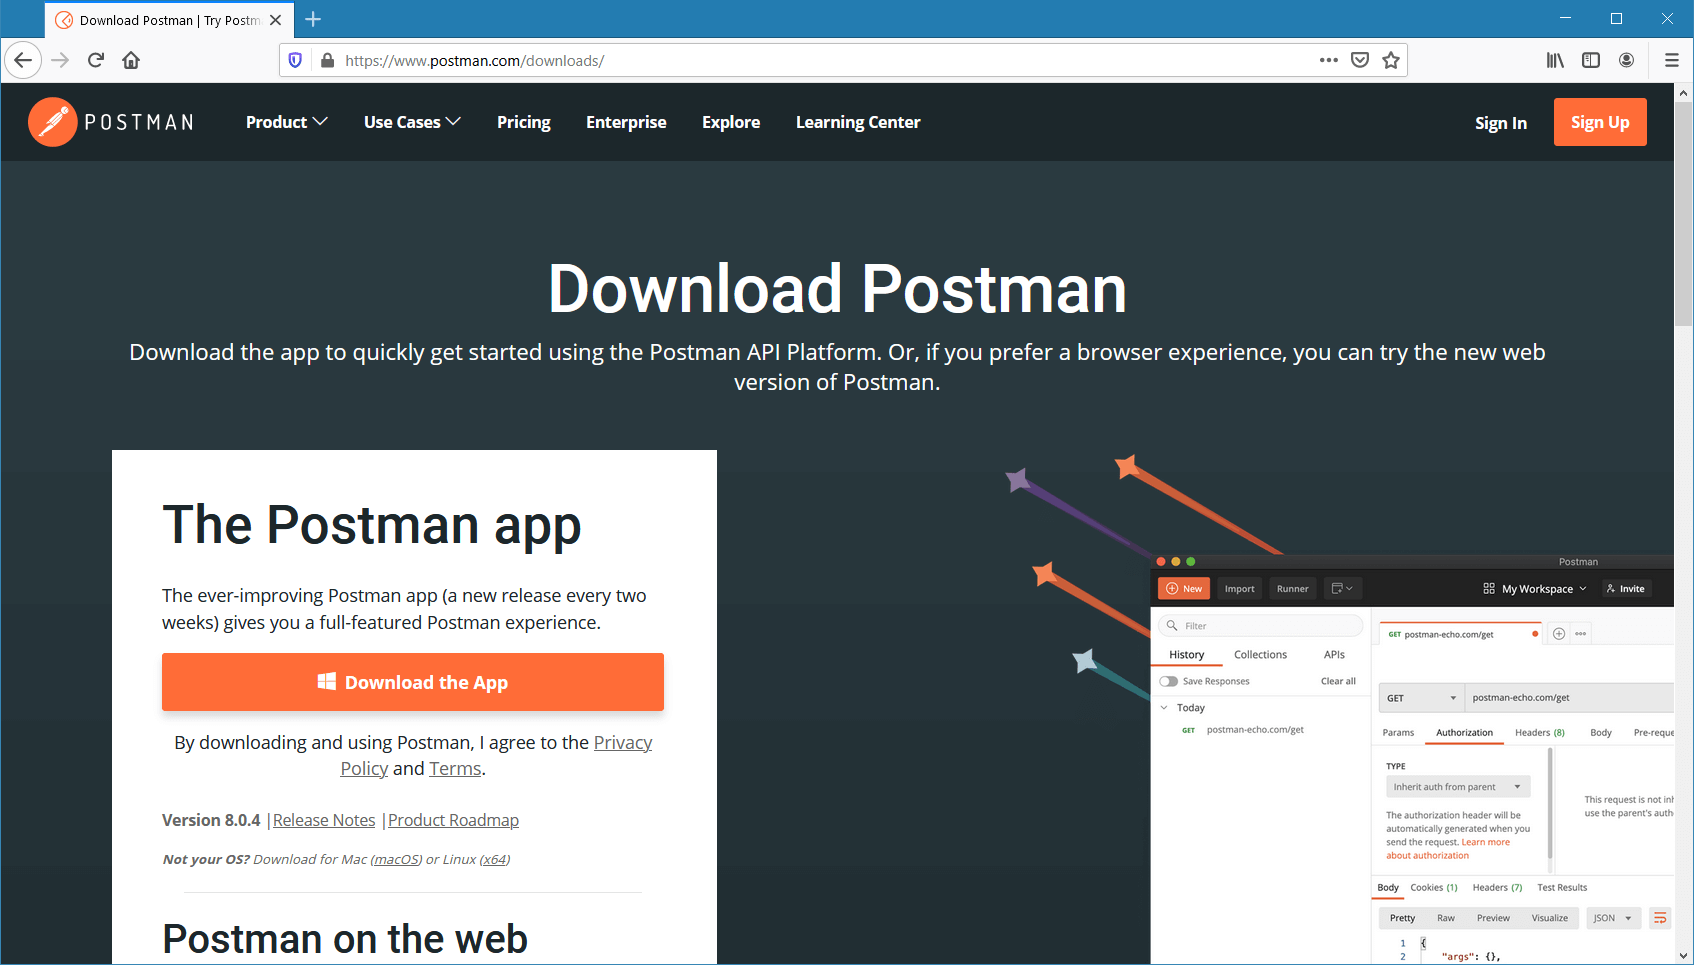 Download Postman | Try Postm
https://www.postman.com/downloads/
POSTMAN
Product
Use Cases
Pricing
Enterprise
Explore
Learning Center
Sign In
Sign Up
Download Postman
Download the app to quickly get started using the Postman API Platform. Or, if you prefer a browser experience, you can try the new web
version of Postman.
The Postman app
The ever-improving Postman app (a new release every two
weeks) gives you a full-featured Postman experience.
Download the App
By downloading and using Postman, I agree to the Privacy
Policy and Terms.
Version 8.0.4 |Release Notes |Product Roadmap
Not your OS? Download for Mac (macOS) or Linux (x64)
Postman on the web
Postman
New
Import
Runner
My Workspace
Invite
Filter
History
Collections
APIs
Save Responses
Clear all
Today
GET postman-echo.com/get
GET postman-echo.com/get
GET
postman-echo.com/get
Params
Authorization
Headers (8)
Body
Pre-reque
TYPE
Inherit auth from parent
The authorization header will be
automatically generated when you
send the request. Learn more
about authorization
This request is not inh
use the parent's auth
Body
Cookies (1)
Headers (7)
Test Results
Pretty
Raw
Preview
Visualize
JSON
1 {
2 "args": {},